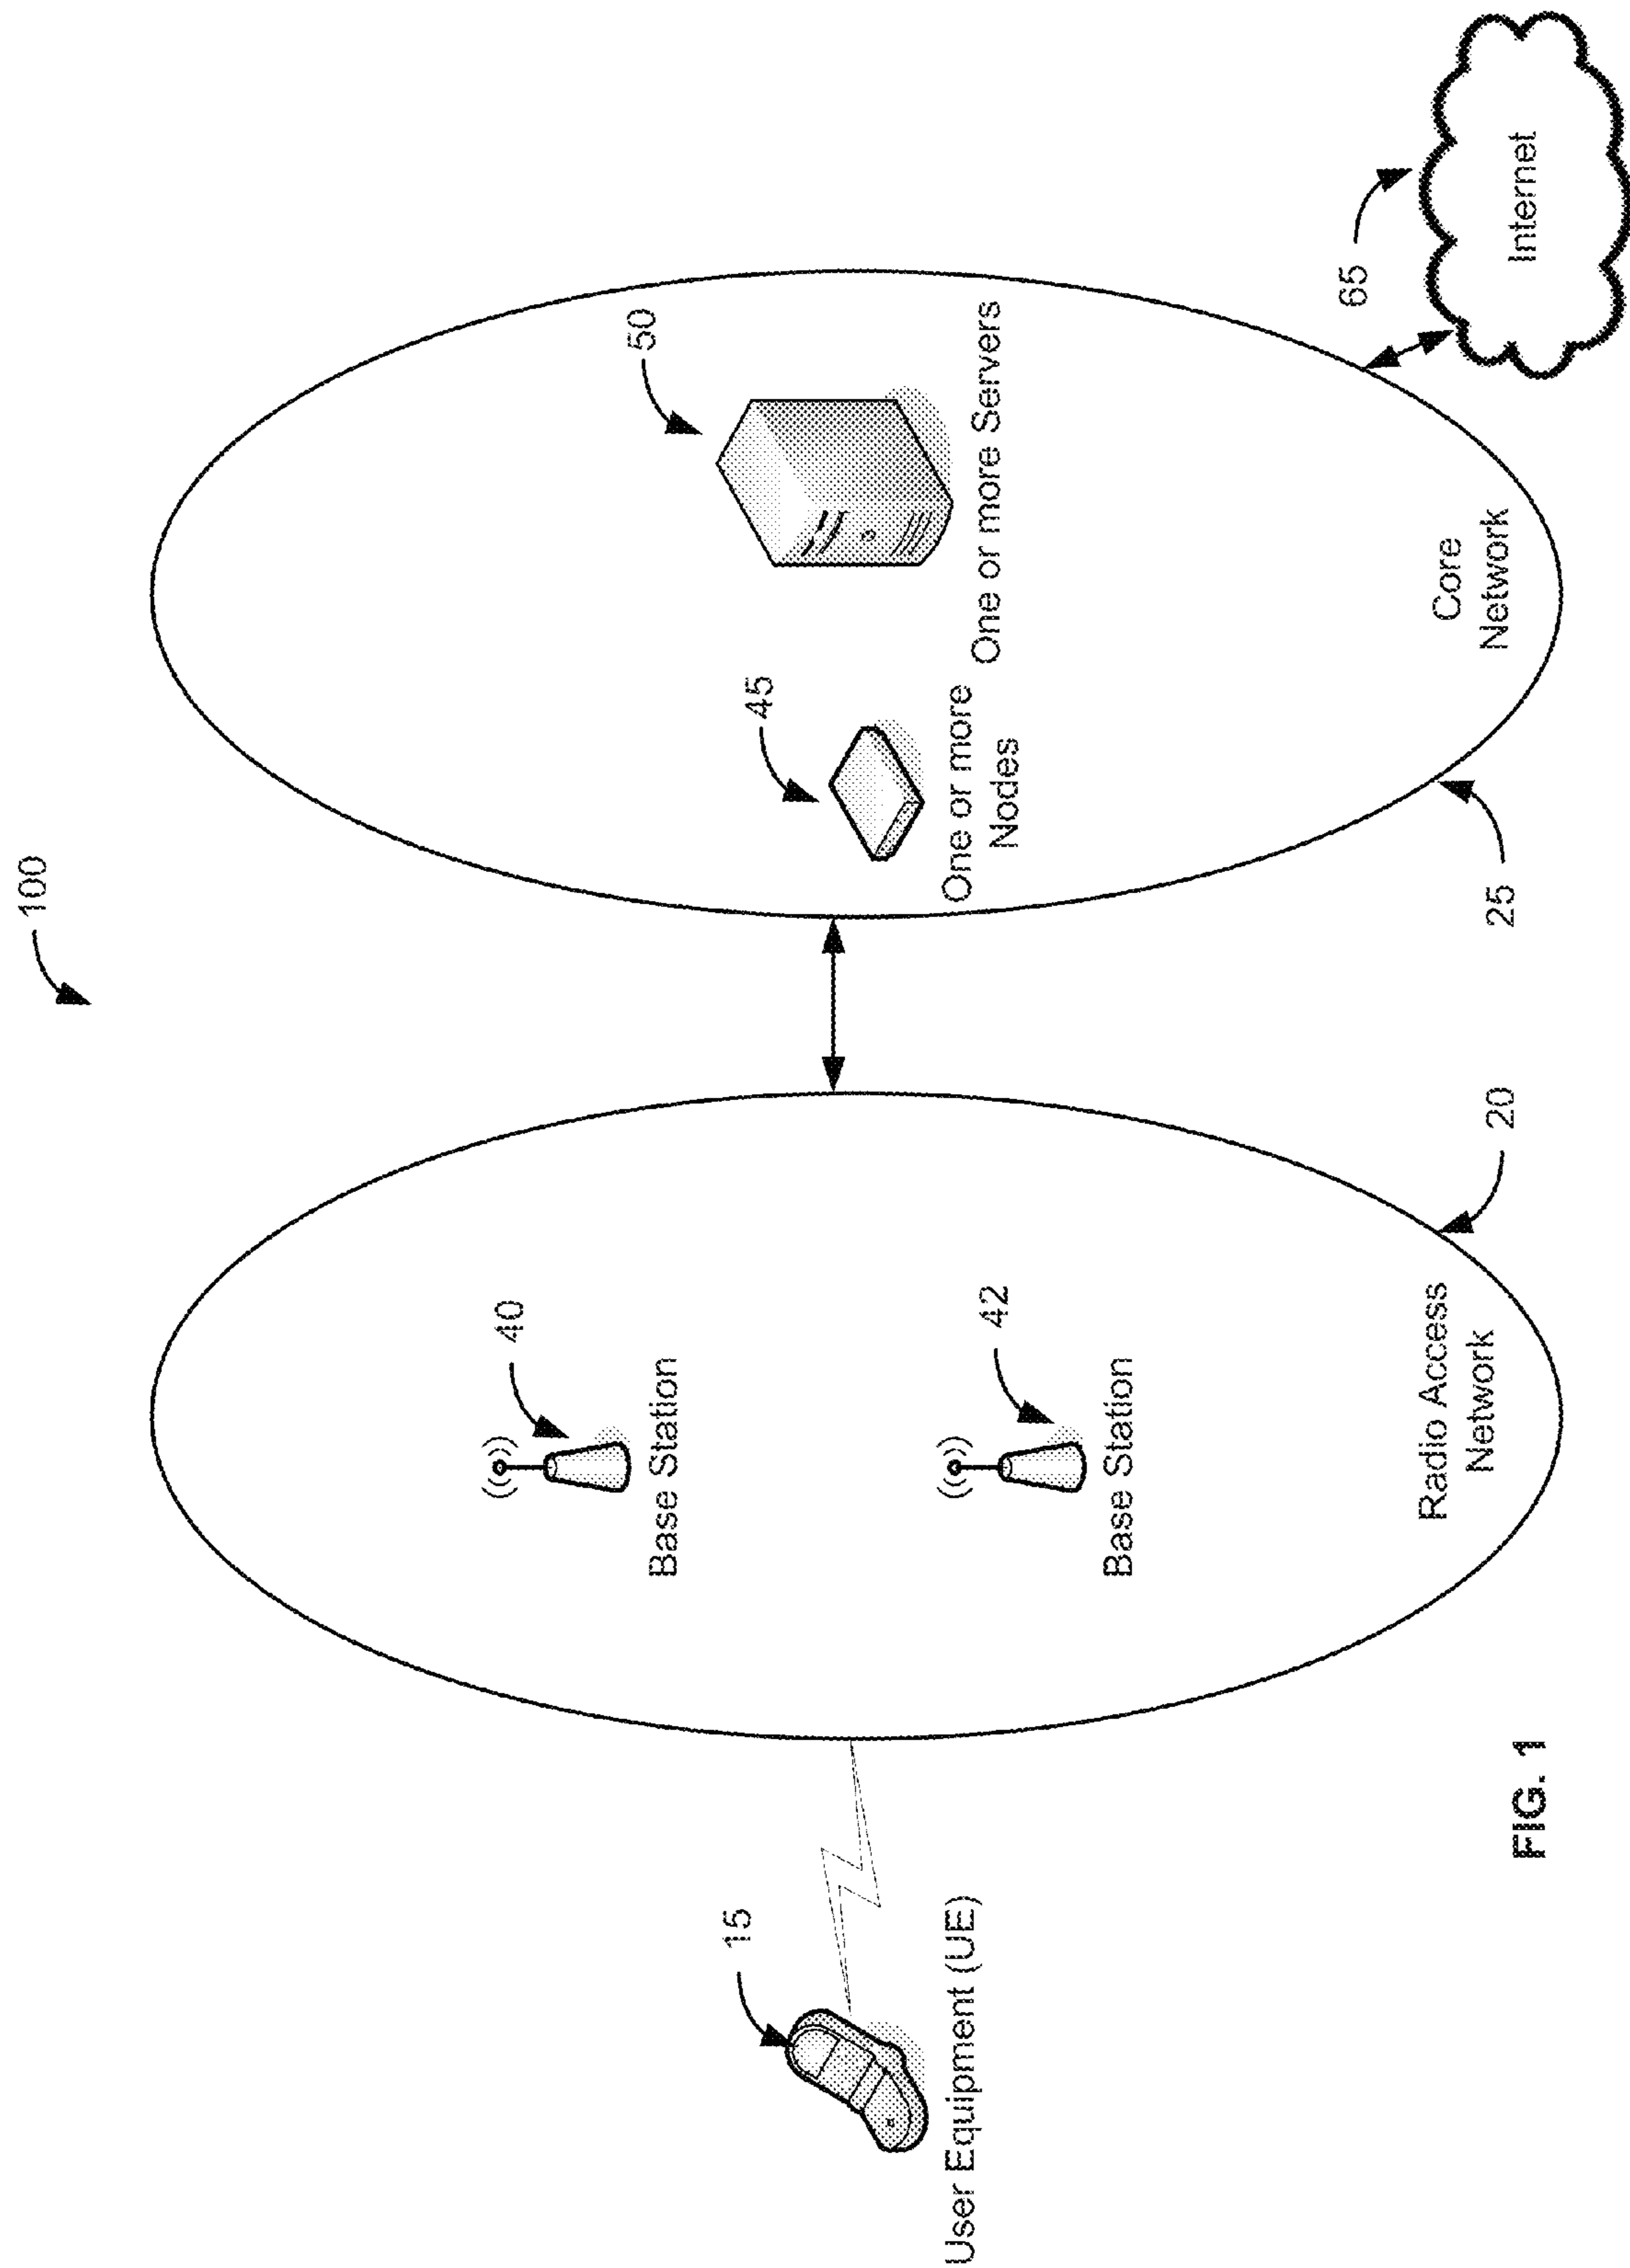 100
15
User Equipment (UE)
40
Base Station
42
Base Station
Radio Access
Network
20
45
One or more
Nodes
50
One or more Servers
Core
Network
25
65
Internet
FIG. 1